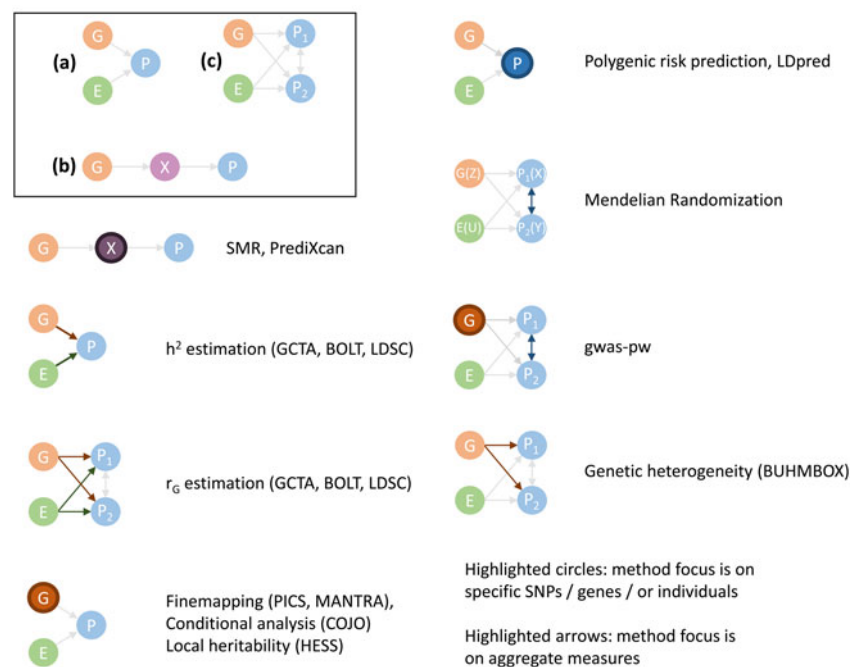 (a)
G
E
P
(c)
G
E
P1
P2
(b)
G
X
P
G
X
P
SMR, PrediXcan
G
E
P
h² estimation (GCTA, BOLT, LDSC)
G
E
P1
P2
rG estimation (GCTA, BOLT, LDSC)
G
E
P
Finemapping (PICS, MANTRA),
Conditional analysis (COJO)
Local heritability (HESS)
G
E
P
Polygenic risk prediction, LDpred
G(Z)
E(U)
P1(X)
P2(Y)
Mendelian Randomization
G
E
P1
P2
gwas-pw
G
E
P1
P2
Genetic heterogeneity (BUHMBOX)
Highlighted circles: method focus is on
specific SNPs / genes / or individuals
Highlighted arrows: method focus is
on aggregate measures